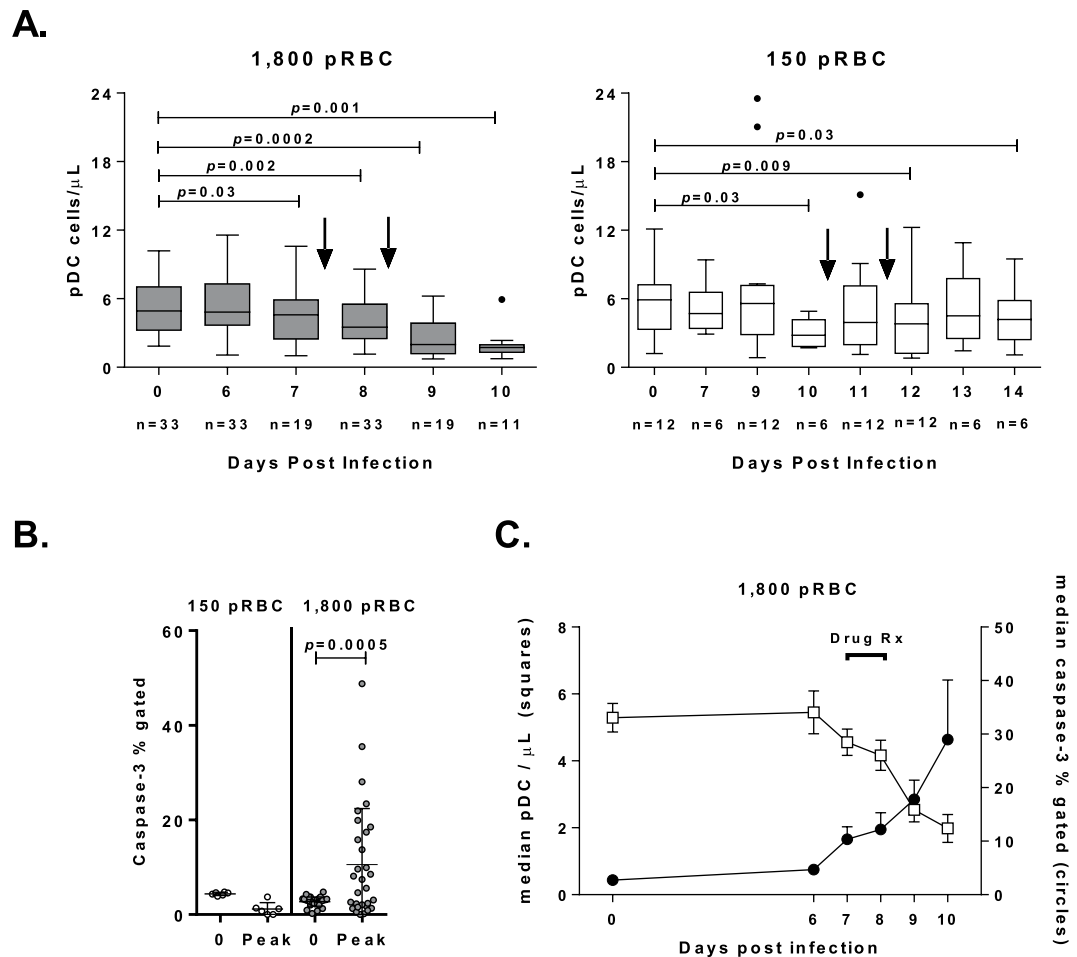 A.
1,800 pRBC
24
18
12
6
0
pDC cells/μL
p=0.001
p=0.0002
p=0.002
p=0.03
0 6 7 8 9 10
n=33 n=33 n=19 n=33 n=19 n=11
Days Post Infection
150 pRBC
24
18
12
6
0
pDC cells/μL
p=0.03
p=0.009
p=0.03
0 7 9 10 11 12 13 14
n=12 n=6 n=12 n=6 n=12 n=12 n=6 n=6
Days Post Infection
B.
150 pRBC 1,800 pRBC
60
40
20
0
Caspase-3 % gated
p=0.0005
0 Peak 0 Peak
C.
1,800 pRBC
Drug Rx
8
6
4
2
0
median pDC / μL (squares)
50
40
30
20
10
0
median caspase-3 % gated (circles)
0 6 7 8 9 10
Days post infection